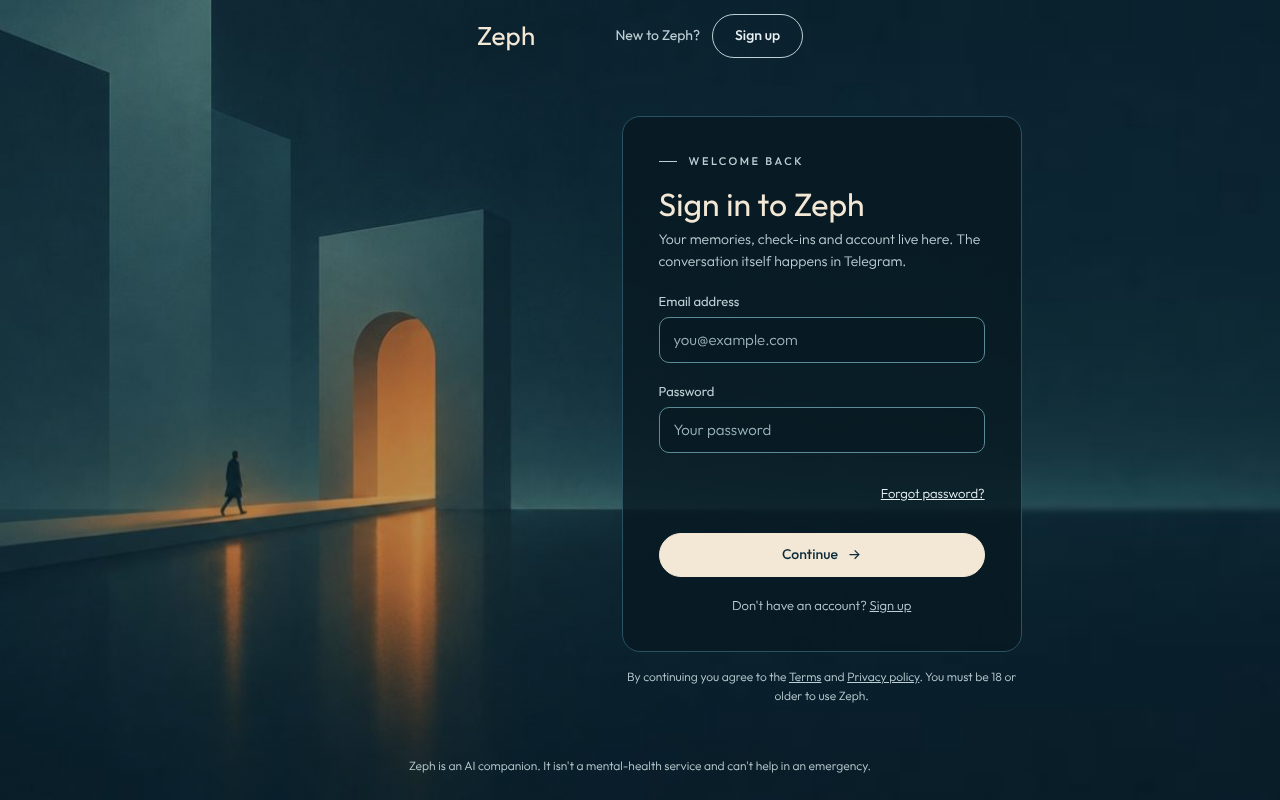 Zeph
New to Zeph?
Sign up
WELCOME BACK
Sign in to Zeph
Your memories, check-ins and account live here. The
conversation itself happens in Telegram.
Email address
you@example.com
Password
Your password
Forgot password?
Continue →
Don't have an account? Sign up
By continuing you agree to the Terms and Privacy policy. You must be 18 or
older to use Zeph.
Zeph is an AI companion. It isn't a mental-health service and can't help in an emergency.